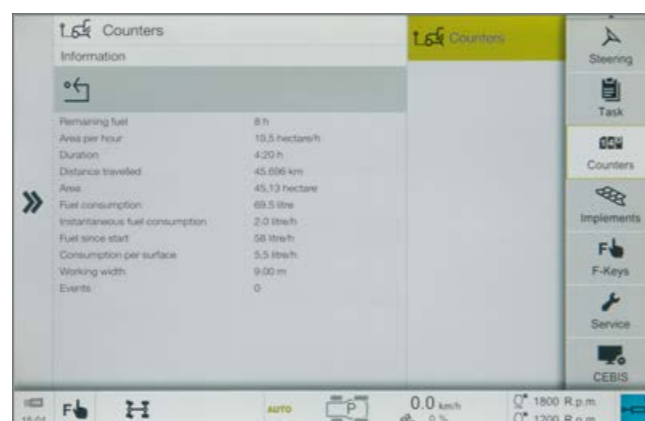 Counters
Information
Remaining fuel 8 h
Area per hour 10,5 hectare/h
Duration 4:20 h
Distance travelled 45.696 km
Area 45,13 hectare
Fuel consumption 69.5 litre
Instantaneous fuel consumption 2.0 litre/h
Fuel since start 58 litre/h
Consumption per surface 5.5 litre/h
Working width 9.00 m
Events 0
Counters
Steering
Task
Counters
Implements
F-Keys
Service
CEBIS
F
AUTO
P
0.0 km/h
0 %
1800 R.p.m.
1200 R.p.m.